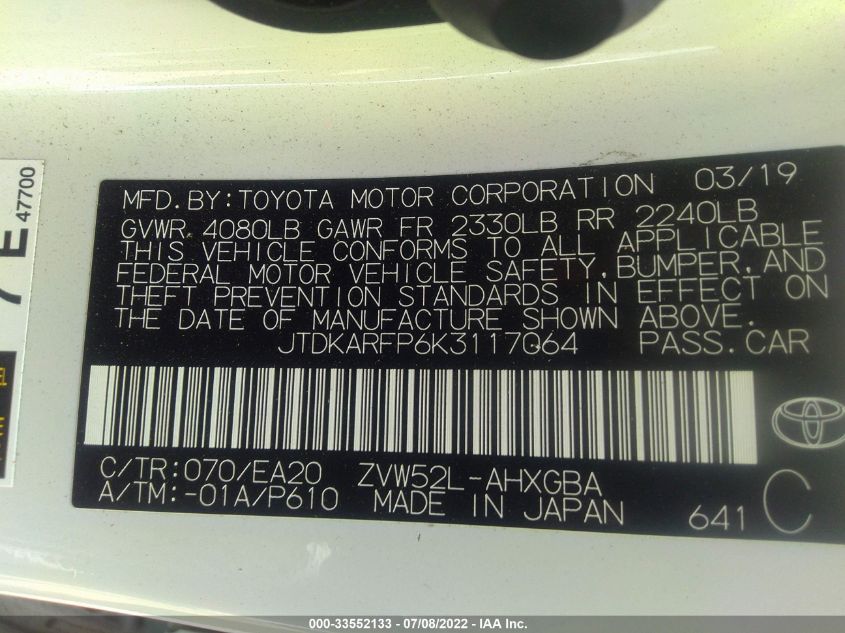 MFD. BY: TOYOTA MOTOR CORPORATION 03/19
GVWR 4080LB GAWR FR 2330LB RR 2240LB
THIS VEHICLE CONFORMS TO ALL APPLICABLE
FEDERAL MOTOR VEHICLE SAFETY, BUMPER, AND
THEFT PREVENTION STANDARDS IN EFFECT ON
THE DATE OF MANUFACTURE SHOWN ABOVE.
JTDKARFP6K3117064 PASS. CAR
C/TR: 070/EA20 ZVW52L-AHXGBA
A/TM: -01A/P610 MADE IN JAPAN 641 C
E 47700
000-33552133 - 07/08/2022 - IAA Inc.